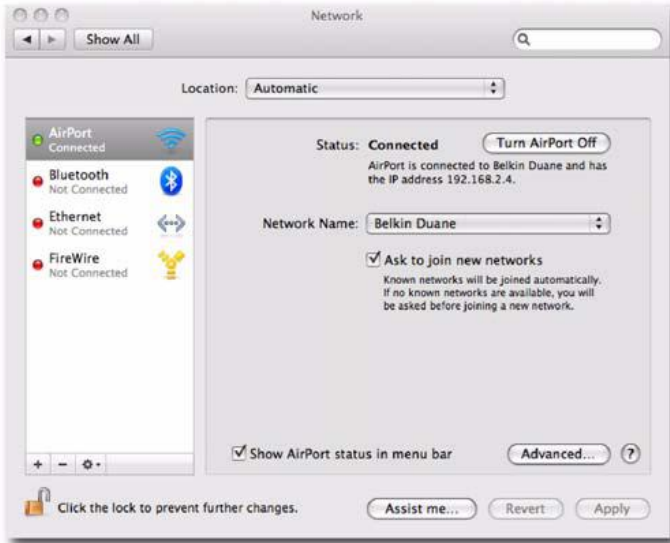 Network
Show All
Location: Automatic
AirPort
Connected
Bluetooth
Not Connected
Ethernet
Not Connected
FireWire
Not Connected
Status: Connected Turn AirPort Off
AirPort is connected to Belkin Duane and has
the IP address 192.168.2.4.
Network Name: Belkin Duane
Ask to join new networks
Known networks will be joined automatically.
If no known networks are available, you will
be asked before joining a new network.
Show AirPort status in menu bar Advanced... ?
Click the lock to prevent further changes. Assist me... Revert Apply